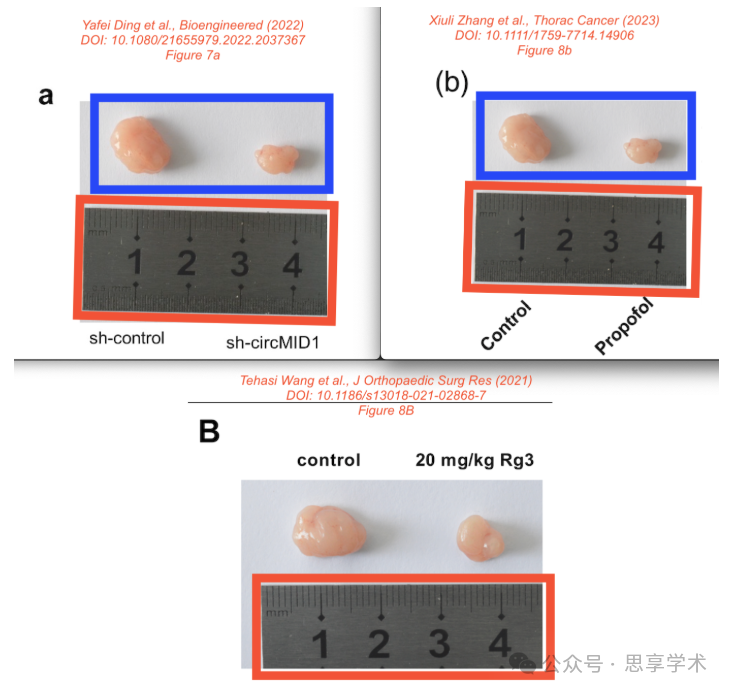 Yafei Ding et al., Bioengineered (2022)
DOI: 10.1080/21655979.2022.2037367
Figure 7a
a
mm
1 2 3 4
sh-control
sh-circMID1
Xiuli Zhang et al., Thorac Cancer (2023)
DOI: 10.1111/1759-7714.14906
Figure 8b
(b)
mm
1 2 3 4
Control
Propofol
Tehasi Wang et al., J Orthopaedic Surg Res (2021)
DOI: 10.1186/s13018-021-02868-7
Figure 8B
B
control
20 mg/kg Rg3
mm
1 2 3 4
公众号 · 思享学术